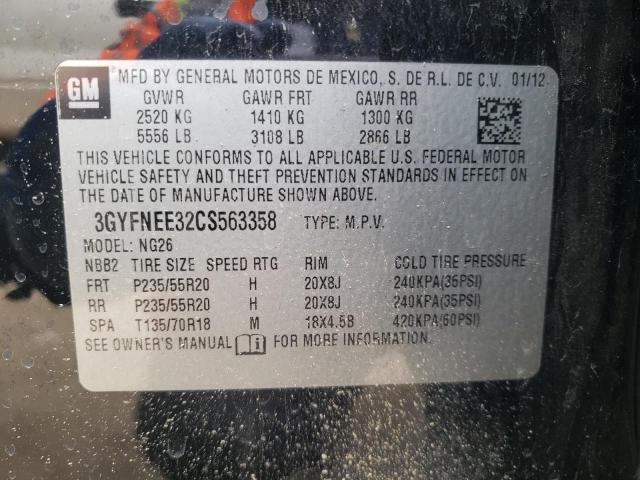 GM MFD BY GENERAL MOTORS DE MEXICO, S. DE R.L. DE C.V. 01/12
GVWR GAWR FRT GAWR RR
2520 KG 1410 KG 1300 KG
5556 LB 3108 LB 2866 LB
THIS VEHICLE CONFORMS TO ALL APPLICABLE U.S. FEDERAL MOTOR
VEHICLE SAFETY AND THEFT PREVENTION STANDARDS IN EFFECT ON
THE DATE OF MANUFACTURE SHOWN ABOVE.
3GYFNEE32CS563358 TYPE: M.P.V.
MODEL: NG26
NBB2 TIRE SIZE SPEED RTG RIM COLD TIRE PRESSURE
FRT P235/55R20 H 20X8J 240KPA(35PSI)
RR P235/55R20 H 20X8J 240KPA(35PSI)
SPA T135/70R18 M 18X4.5B 420KPA(60PSI)
SEE OWNER'S MANUAL i FOR MORE INFORMATION.